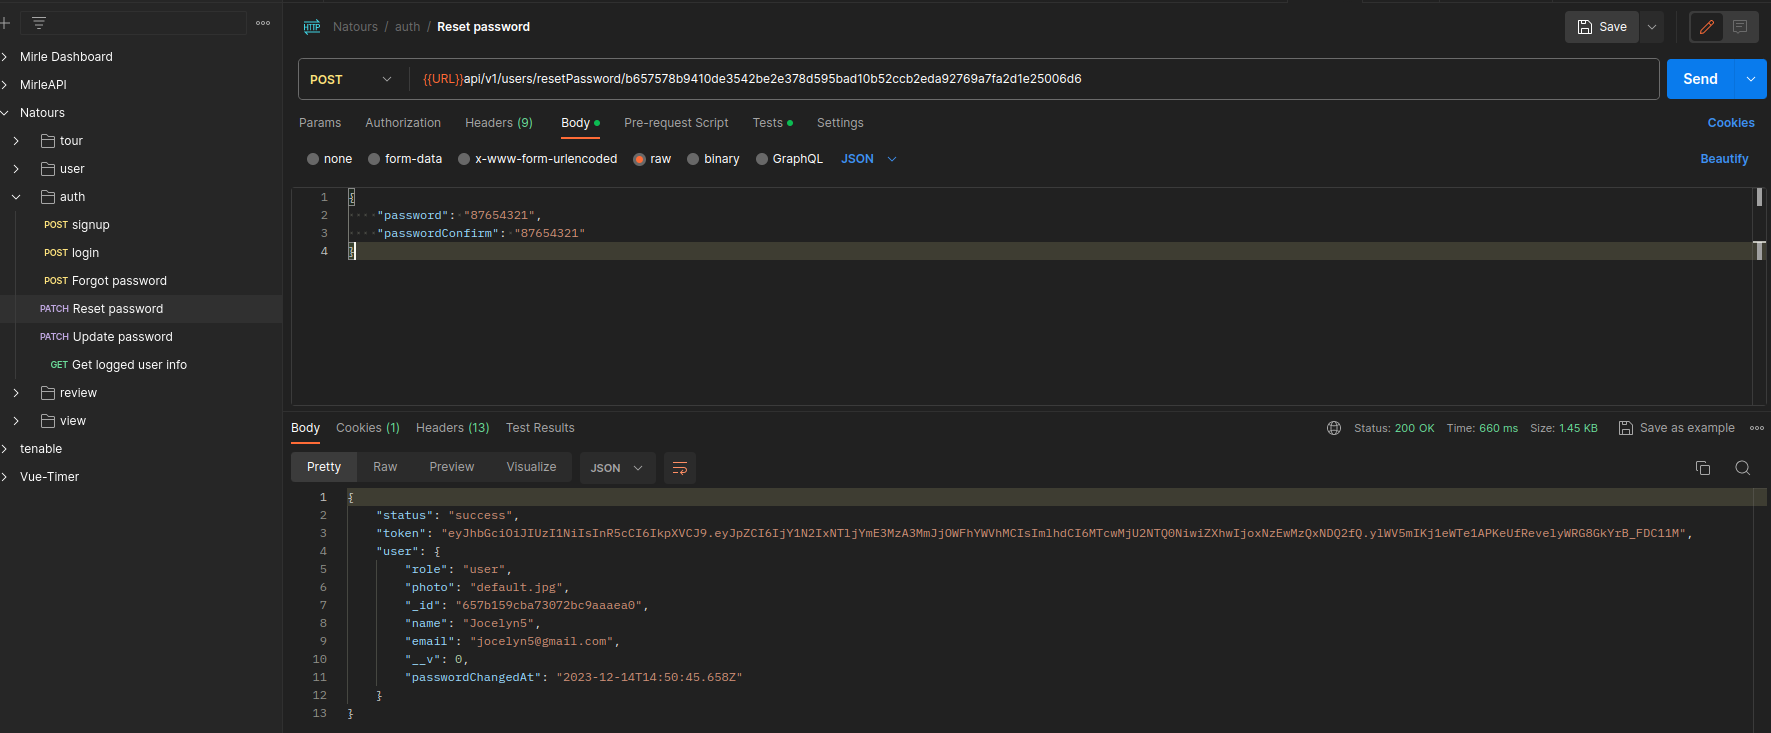 HTTP Natours / auth / Reset password Save
POST {{URL}}api/v1/users/resetPassword/b657578b9410de3542be2e378d595bad10b52ccb2eda92769a7fa2d1e25006d6 Send
Params Authorization Headers (9) Body Pre-request Script Tests Settings Cookies
none form-data x-www-form-urlencoded raw binary GraphQL JSON Beautify
1 {
2 "password": "87654321",
3 "passwordConfirm": "87654321"
4 }
Mirle Dashboard
MirleAPI
Natours
tour
user
auth
POST signup
POST login
POST Forgot password
PATCH Reset password
PATCH Update password
GET Get logged user info
review
view
tenable
Vue-Timer
Body Cookies (1) Headers (13) Test Results Status: 200 OK Time: 660 ms Size: 1.45 KB Save as example
Pretty Raw Preview Visualize JSON
1 {
2 "status": "success",
3 "token": "eyJhbGciOiJIUzI1NiIsInR5cCI6IkpXVCJ9.eyJpZCI6IjY1N2IxNTljYmE3MzA3MmJjOWFhYWVhMCIsImlhdCI6MTcwMjU2NTQ0NiwiZXhwIjoxNzEwMzQxNDQ2fQ.ylWV5mIKj1eWTe1APKeUfRevelyWRG8GkYrB_FDC11M",
4 "user": {
5 "role": "user",
6 "photo": "default.jpg",
7 "_id": "657b159cba73072bc9aaaea0",
8 "name": "Jocelyn5",
9 "email": "jocelyn5@gmail.com",
10 "__v": 0,
11 "passwordChangedAt": "2023-12-14T14:50:45.658Z"
12 }
13 }